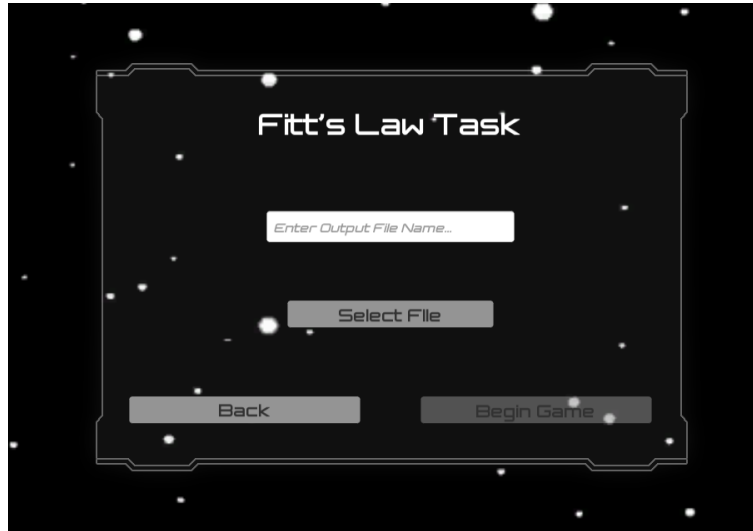 Fitt's Law Task
Enter Output File Name...
Select File
Back
Begin Game